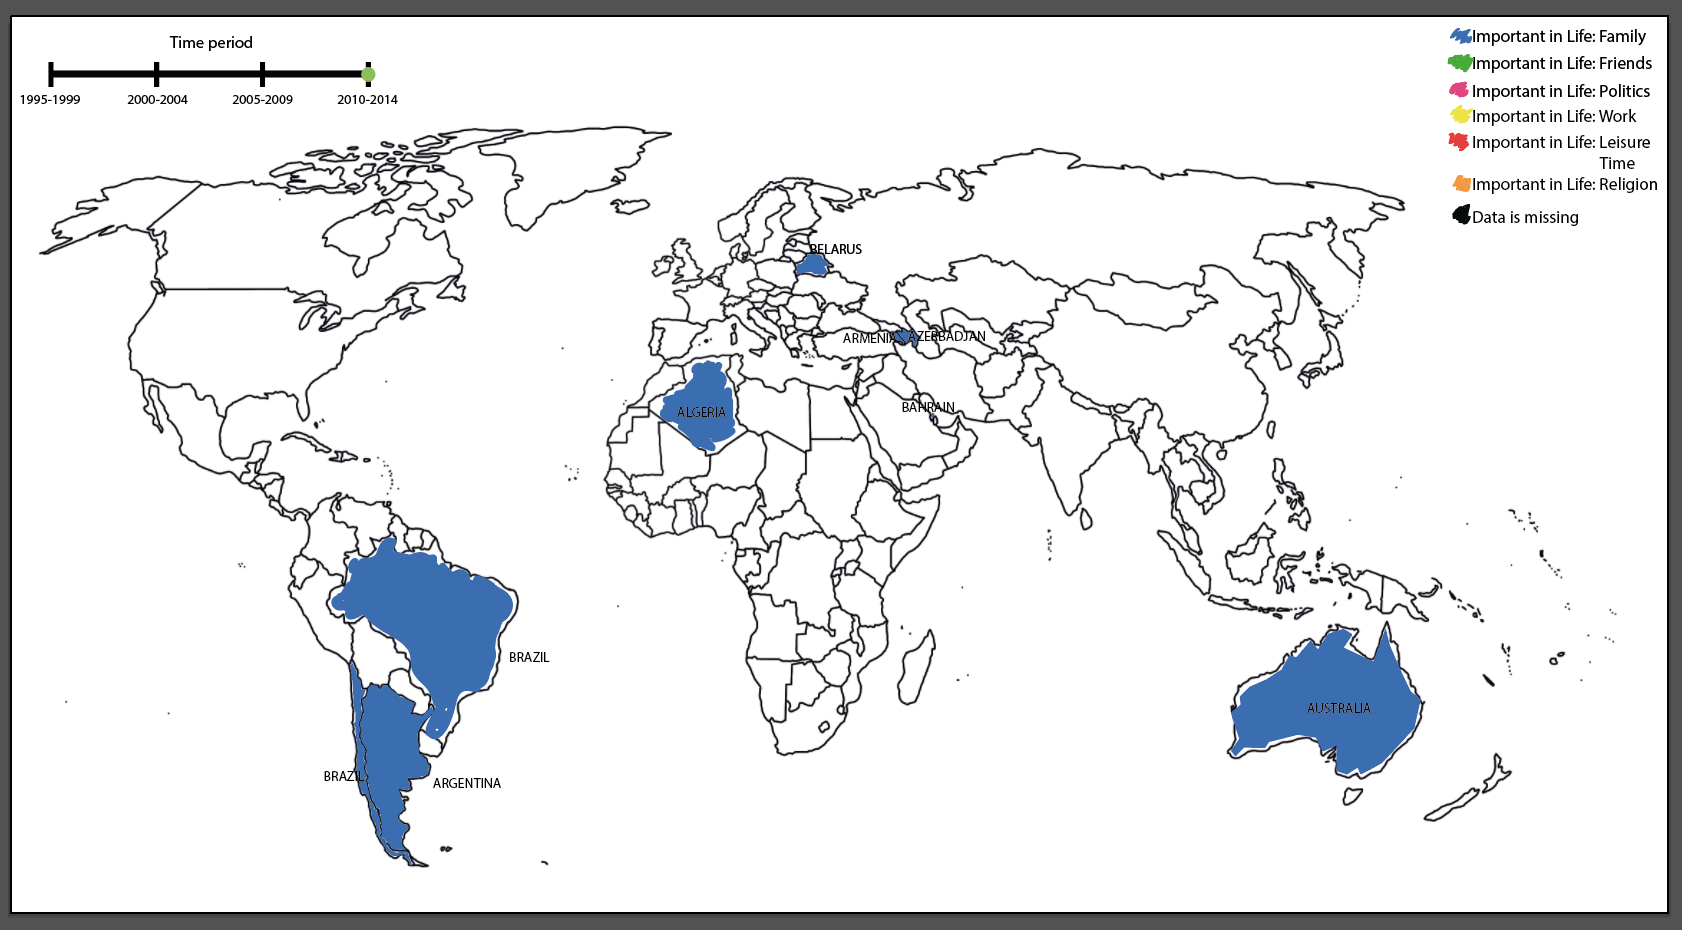 Time period
1995-1999
2000-2004
2005-2009
2010-2014
Important in Life: Family
Important in Life: Friends
Important in Life: Politics
Important in Life: Work
Important in Life: Leisure
Time
Important in Life: Religion
Data is missing
BELARUS
ARMENIA
AZERBADJAN
BAHRAIN
ALGERIA
BRAZIL
AUSTRALIA
BRAZIL
ARGENTINA